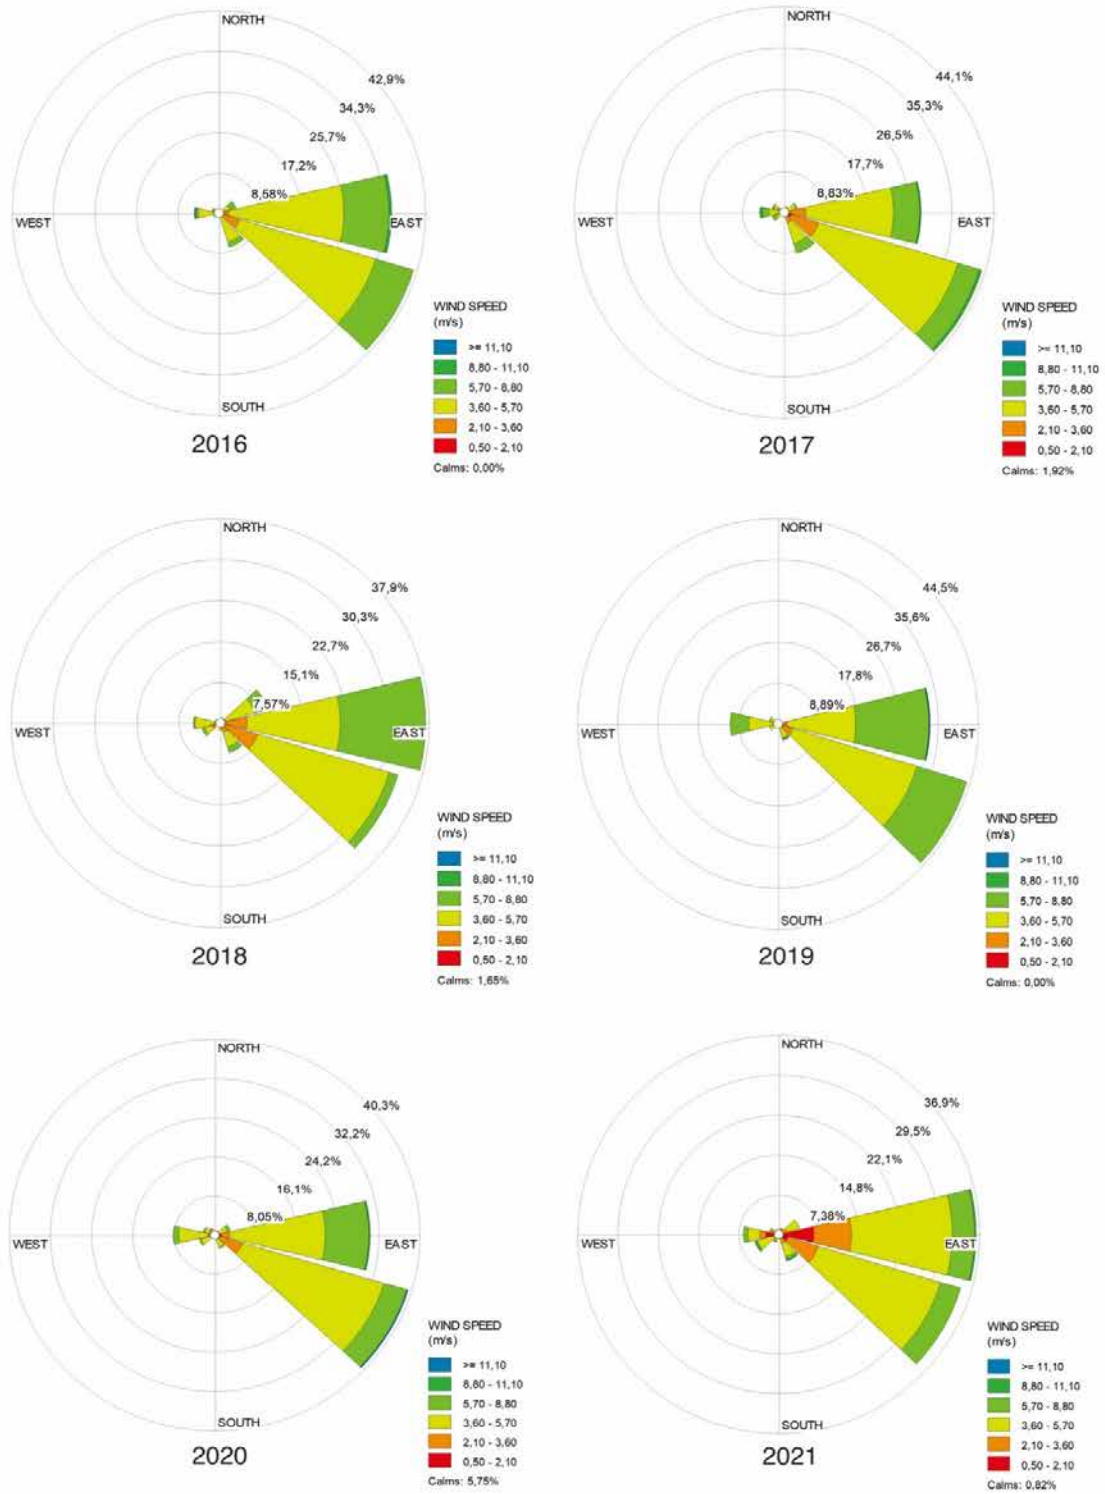 NORTH
42,9%
34,3%
25,7%
17,2%
8,58%
WEST
EAST
SOUTH
WIND SPEED
(m/s)
>= 11,10
8,80 - 11,10
5,70 - 8,80
3,60 - 5,70
2,10 - 3,60
0,50 - 2,10
Calms: 0,00%
2016
NORTH
44,1%
35,3%
26,5%
17,7%
8,83%
WEST
EAST
SOUTH
WIND SPEED
(m/s)
>= 11,10
8,80 - 11,10
5,70 - 8,80
3,60 - 5,70
2,10 - 3,60
0,50 - 2,10
Calms: 1,92%
2017
NORTH
37,9%
30,3%
22,7%
15,1%
7,57%
WEST
EAST
SOUTH
WIND SPEED
(m/s)
>= 11,10
8,80 - 11,10
5,70 - 8,80
3,60 - 5,70
2,10 - 3,60
0,50 - 2,10
Calms: 1,65%
2018
NORTH
44,5%
35,6%
26,7%
17,8%
8,89%
WEST
EAST
SOUTH
WIND SPEED
(m/s)
>= 11,10
8,80 - 11,10
5,70 - 8,80
3,60 - 5,70
2,10 - 3,60
0,50 - 2,10
Calms: 0,00%
2019
NORTH
40,3%
32,2%
24,2%
16,1%
8,05%
WEST
EAST
SOUTH
WIND SPEED
(m/s)
>= 11,10
8,80 - 11,10
5,70 - 8,80
3,60 - 5,70
2,10 - 3,60
0,50 - 2,10
Calms: 5,75%
2020
NORTH
36,9%
29,5%
22,1%
14,8%
7,38%
WEST
EAST
SOUTH
WIND SPEED
(m/s)
>= 11,10
8,80 - 11,10
5,70 - 8,80
3,60 - 5,70
2,10 - 3,60
0,50 - 2,10
Calms: 0,82%
2021